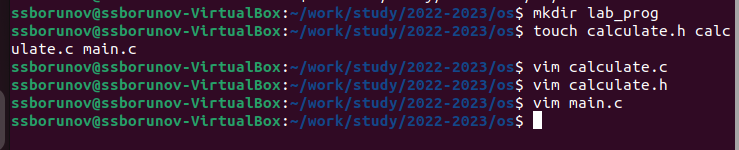 ssborunov@ssborunov-VirtualBox:~/work/study/2022-2023/os$ mkdir lab_prog
ssborunov@ssborunov-VirtualBox:~/work/study/2022-2023/os$ touch calculate.h calc
ulate.c main.c
ssborunov@ssborunov-VirtualBox:~/work/study/2022-2023/os$ vim calculate.c
ssborunov@ssborunov-VirtualBox:~/work/study/2022-2023/os$ vim calculate.h
ssborunov@ssborunov-VirtualBox:~/work/study/2022-2023/os$ vim main.c
ssborunov@ssborunov-VirtualBox:~/work/study/2022-2023/os$